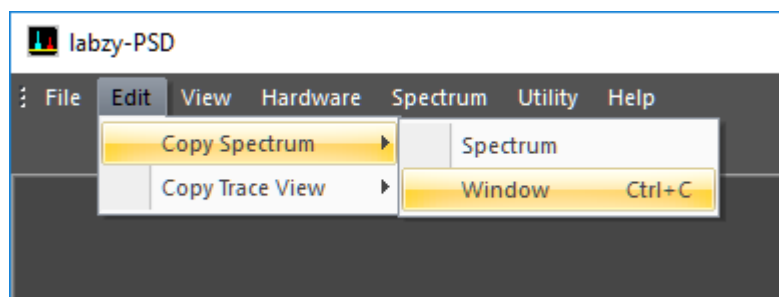 labzy-PSD
File Edit View Hardware Spectrum Utility Help
Copy Spectrum Spectrum
Copy Trace View Window Ctrl+C